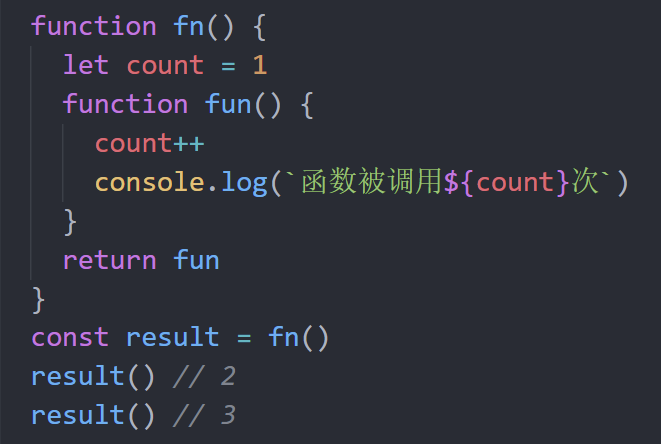 function fn() {
  let count = 1
  function fun() {
    count++
    console.log(`函数被调用${count}次`)
  }
  return fun
}
const result = fn()
result() // 2
result() // 3